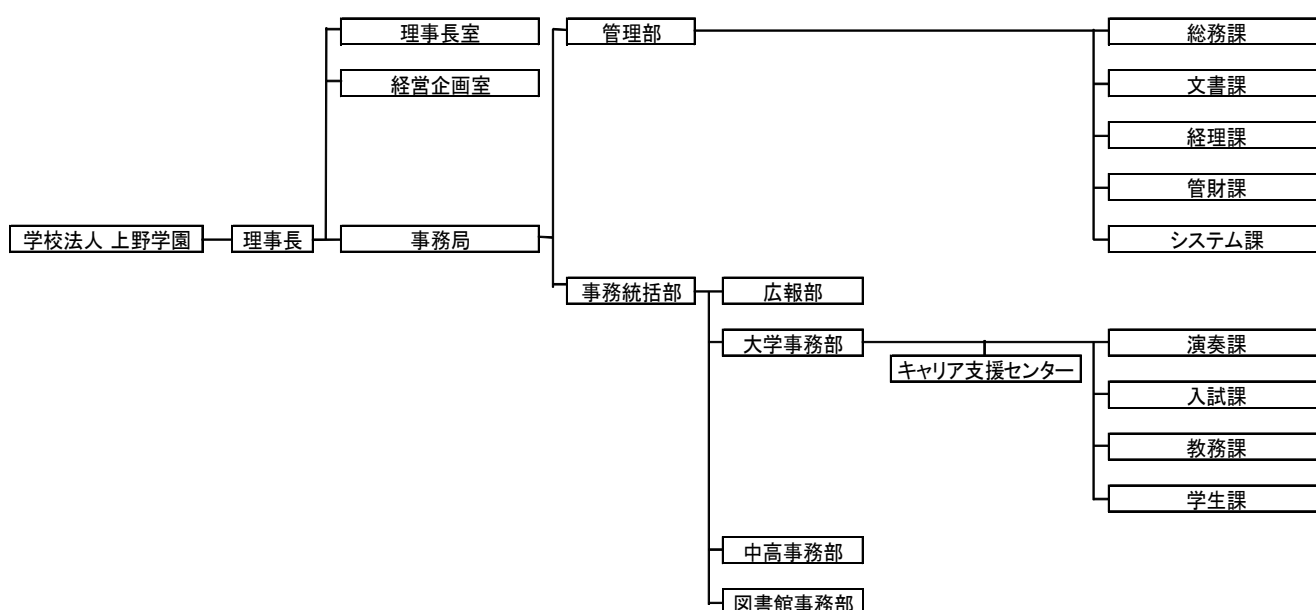 理事長室
管理部
総務課
経営企画室
文書課
経理課
管財課
学校法人 上野学園
理事長
事務局
システム課
事務統括部
広報部
大学事務部
演奏課
キャリア支援センター
入試課
教務課
学生課
中高事務部
図書館事務部